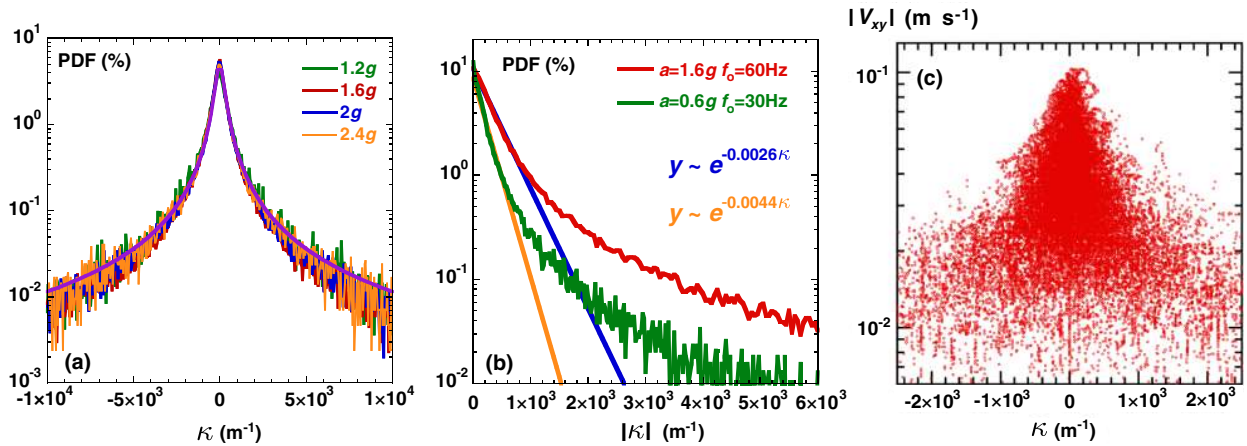 10¹
PDF (%)
1.2g
1.6g
2g
2.4g
10⁰
10⁻¹
10⁻²
(a)
10⁻³
-1×10⁴
-5×10³
0
5×10³
1×10⁴
κ (m⁻¹)
PDF (%)
a=1.6g fₒ=60Hz
a=0.6g fₒ=30Hz
10¹
y ~ e^-0.0026κ
10⁰
y ~ e^-0.0044κ
10⁻¹
(b)
10⁻²
0
1×10³
2×10³
3×10³
4×10³
5×10³
6×10³
|κ| (m⁻¹)
|Vxy| (m s⁻¹)
(c)
10⁻¹
10⁻²
-2×10³
-1×10³
0
1×10³
2×10³
κ (m⁻¹)